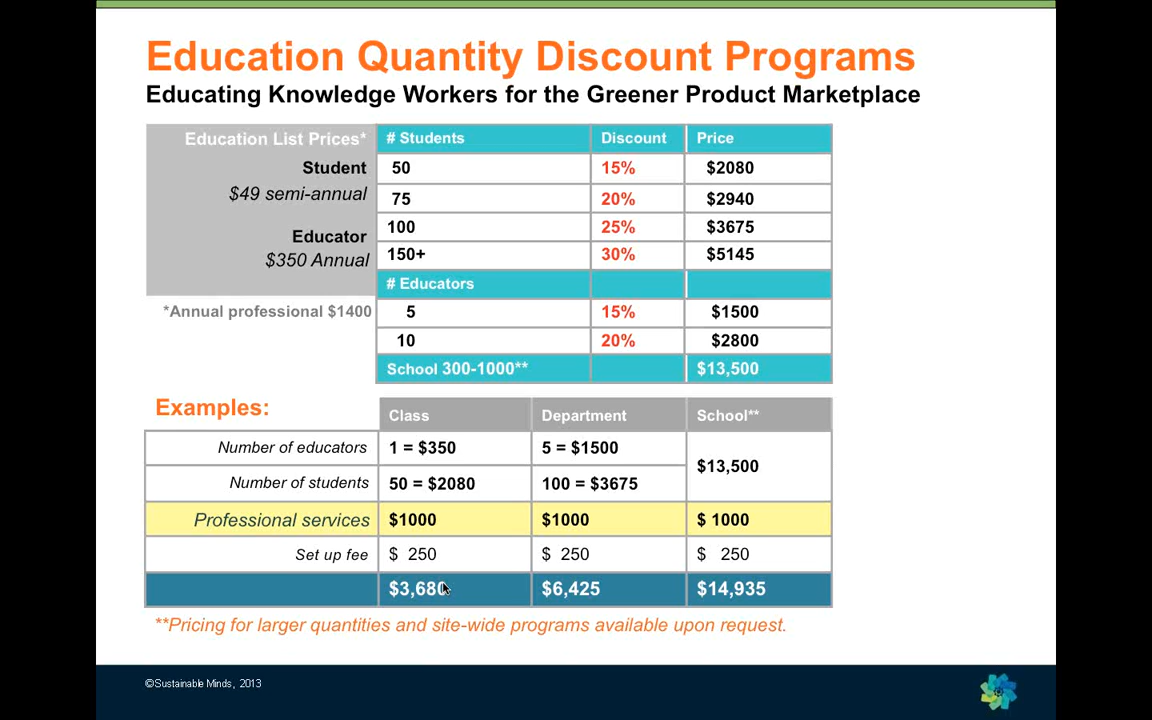 Education Quantity Discount Programs
Educating Knowledge Workers for the Greener Product Marketplace
Education List Prices* # Students Discount Price
Student 50 15% $2080
$49 semi-annual 75 20% $2940
100 25% $3675
Educator 150+ 30% $5145
$350 Annual
# Educators
*Annual professional $1400 5 15% $1500
10 20% $2800
School 300-1000** $13,500
Examples: Class Department School**
Number of educators 1 = $350 5 = $1500 $13,500
Number of students 50 = $2080 100 = $3675
Professional services $1000 $1000 $ 1000
Set up fee $ 250 $ 250 $ 250
$3,680 $6,425 $14,935
**Pricing for larger quantities and site-wide programs available upon request.
©Sustainable Minds, 2013